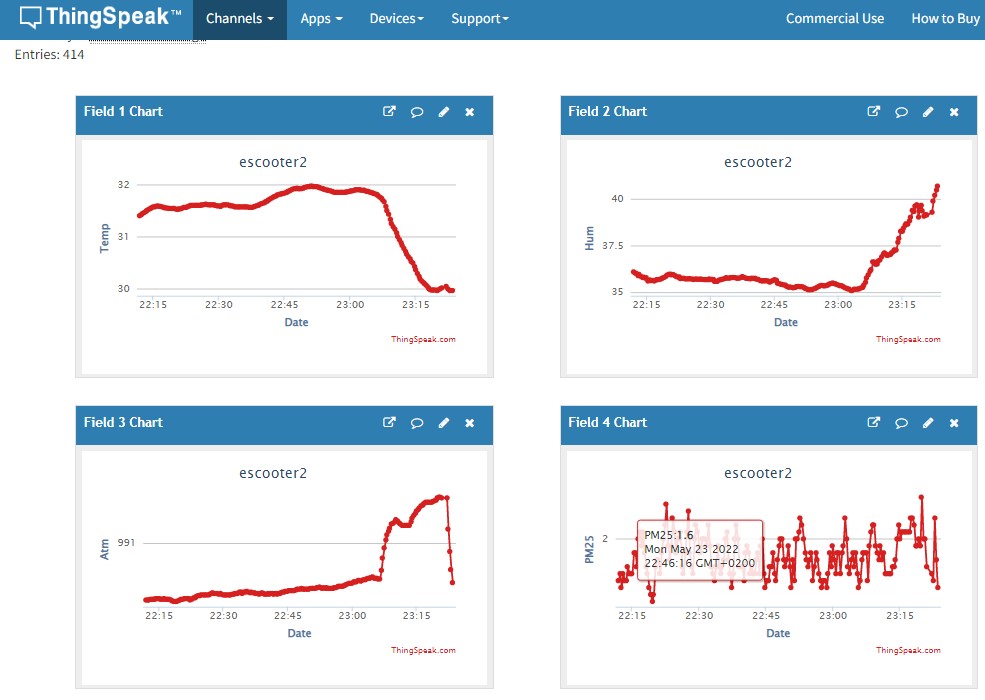 ThingSpeak™ Channels Apps Devices Support Commercial Use How to Buy
Entries: 414
Field 1 Chart
escooter2
Temp
32
31
30
22:15 22:30 22:45 23:00 23:15
Date
ThingSpeak.com
Field 2 Chart
escooter2
Hum
40
37.5
35
22:15 22:30 22:45 23:00 23:15
Date
ThingSpeak.com
Field 3 Chart
escooter2
Atm
991
22:15 22:30 22:45 23:00 23:15
Date
ThingSpeak.com
Field 4 Chart
escooter2
PM25
2
PM25:1.6
Mon May 23 2022
22:46:16 GMT+0200
22:15 22:30 22:45 23:00 23:15
Date
ThingSpeak.com